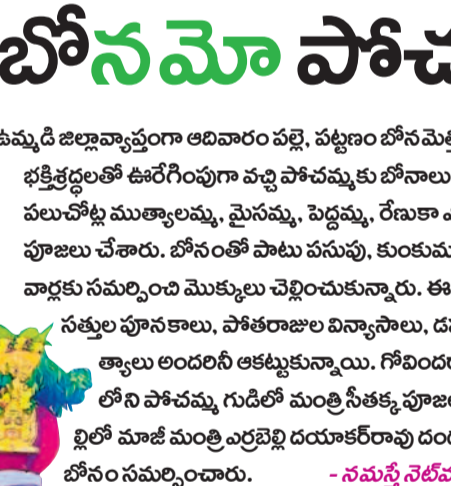 బోనమో పోచ
ఉమ్మడి జిల్లావ్యాప్తంగా ఆదివారం పల్లె, పట్టణం బోనమెత్తి
భక్తిశ్రద్ధలతో ఊరేగింపుగా వచ్చి పోచమ్మకు బోనాలు
పలుచోట్ల ముత్యాలమ్మ, మైసమ్మ, పెద్దమ్మ, రేణుకా
పూజలు చేశారు. బోనంతో పాటు పసుపు, కుంకుమ
వార్లకు సమర్పించి మొక్కులు చెల్లించుకున్నారు. ఈ
సత్తుల పూనకాలు, పోతరాజుల విన్యాసాలు,
త్యాలు అందరినీ ఆకట్టుకున్నాయి. గోవింద
లోని పోచమ్మ గుడిలో మంత్రి సీతక్క పూజ
ల్లిలో మాజీ మంత్రి ఎర్రబెల్లి దయాకర్‌రావు దం
బోనం సమర్పించారు. - నమస్తే నెట్‌వ